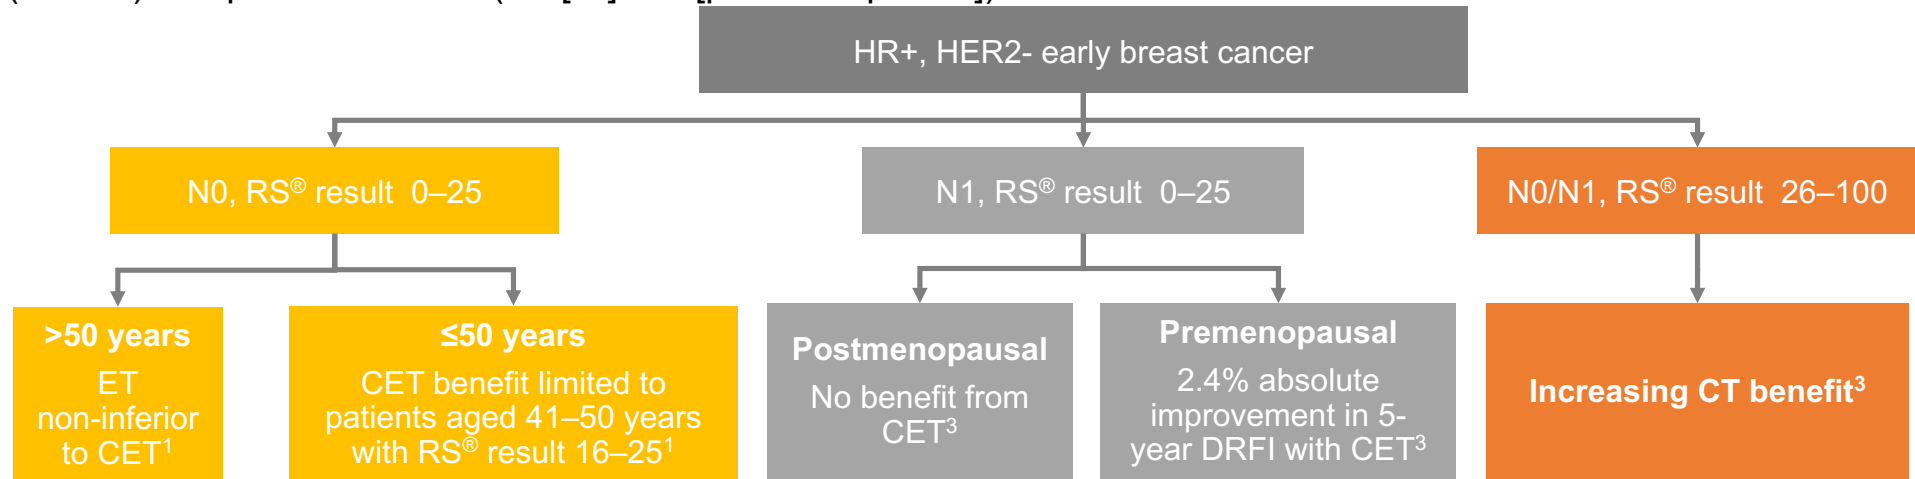 HR+, HER2- early breast cancer
N0, RS® result 0–25
N1, RS® result 0–25
N0/N1, RS® result 26–100
>50 years
ET
non-inferior
to CET¹
≤50 years
CET benefit limited to
patients aged 41–50 years
with RS® result 16–25¹
Postmenopausal
No benefit from
CET³
Premenopausal
2.4% absolute
improvement in 5-
year DRFI with CET³
Increasing CT benefit³